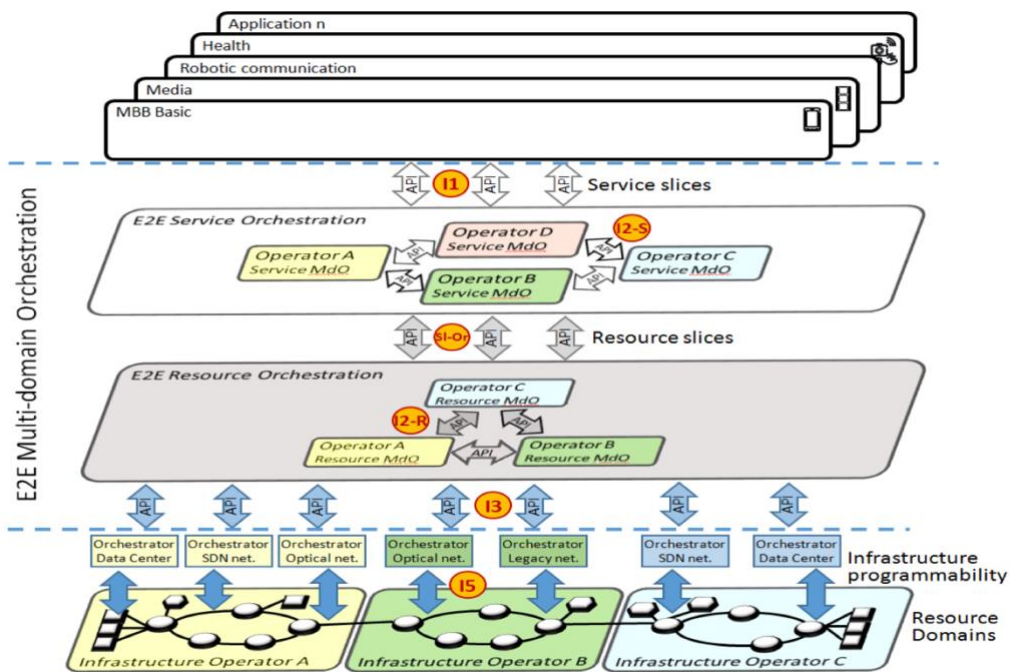 Application n
Health
Robotic communication
Media
MBB Basic
API
I1
API
API
Service slices
E2E Multi-domain Orchestration
E2E Service Orchestration
Operator D
Service MdO
I2-S
Operator A
Service MdO
API
API
Operator C
Service MdO
API
API
Operator B
Service MdO
API
Sl-Or
API
API
Resource slices
E2E Resource Orchestration
Operator C
Resource MdO
I2-R
API
API
Operator A
Resource MdO
API
Operator B
Resource MdO
API
API
API
API
I3
API
API
API
Orchestrator
Data Center
Orchestrator
SDN net.
Orchestrator
Optical net.
Orchestrator
Optical net.
Orchestrator
Legacy net.
Orchestrator
SDN net.
Orchestrator
Data Center
Infrastructure
programmability
I5
Resource
Domains
Infrastructure Operator A
Infrastructure Operator B
Infrastructure Operator C